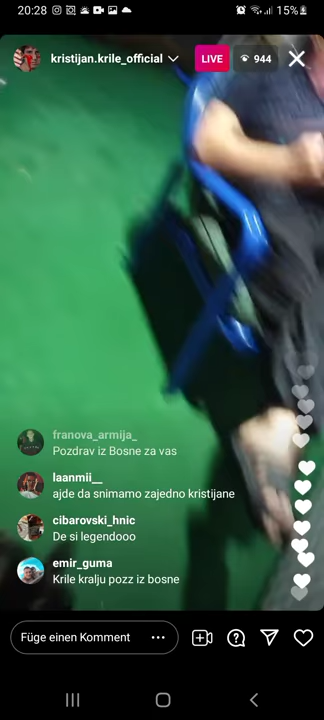 20:28
15%
kristijan.krile_official
LIVE
944
franova_armija_
Pozdrav iz Bosne za vas
laanmii__
ajde da snimamo zajedno kristijane
cibarovski_hnic
De si legendooo
emir_guma
Krile kralju pozz iz bosne
Füge einen Komment